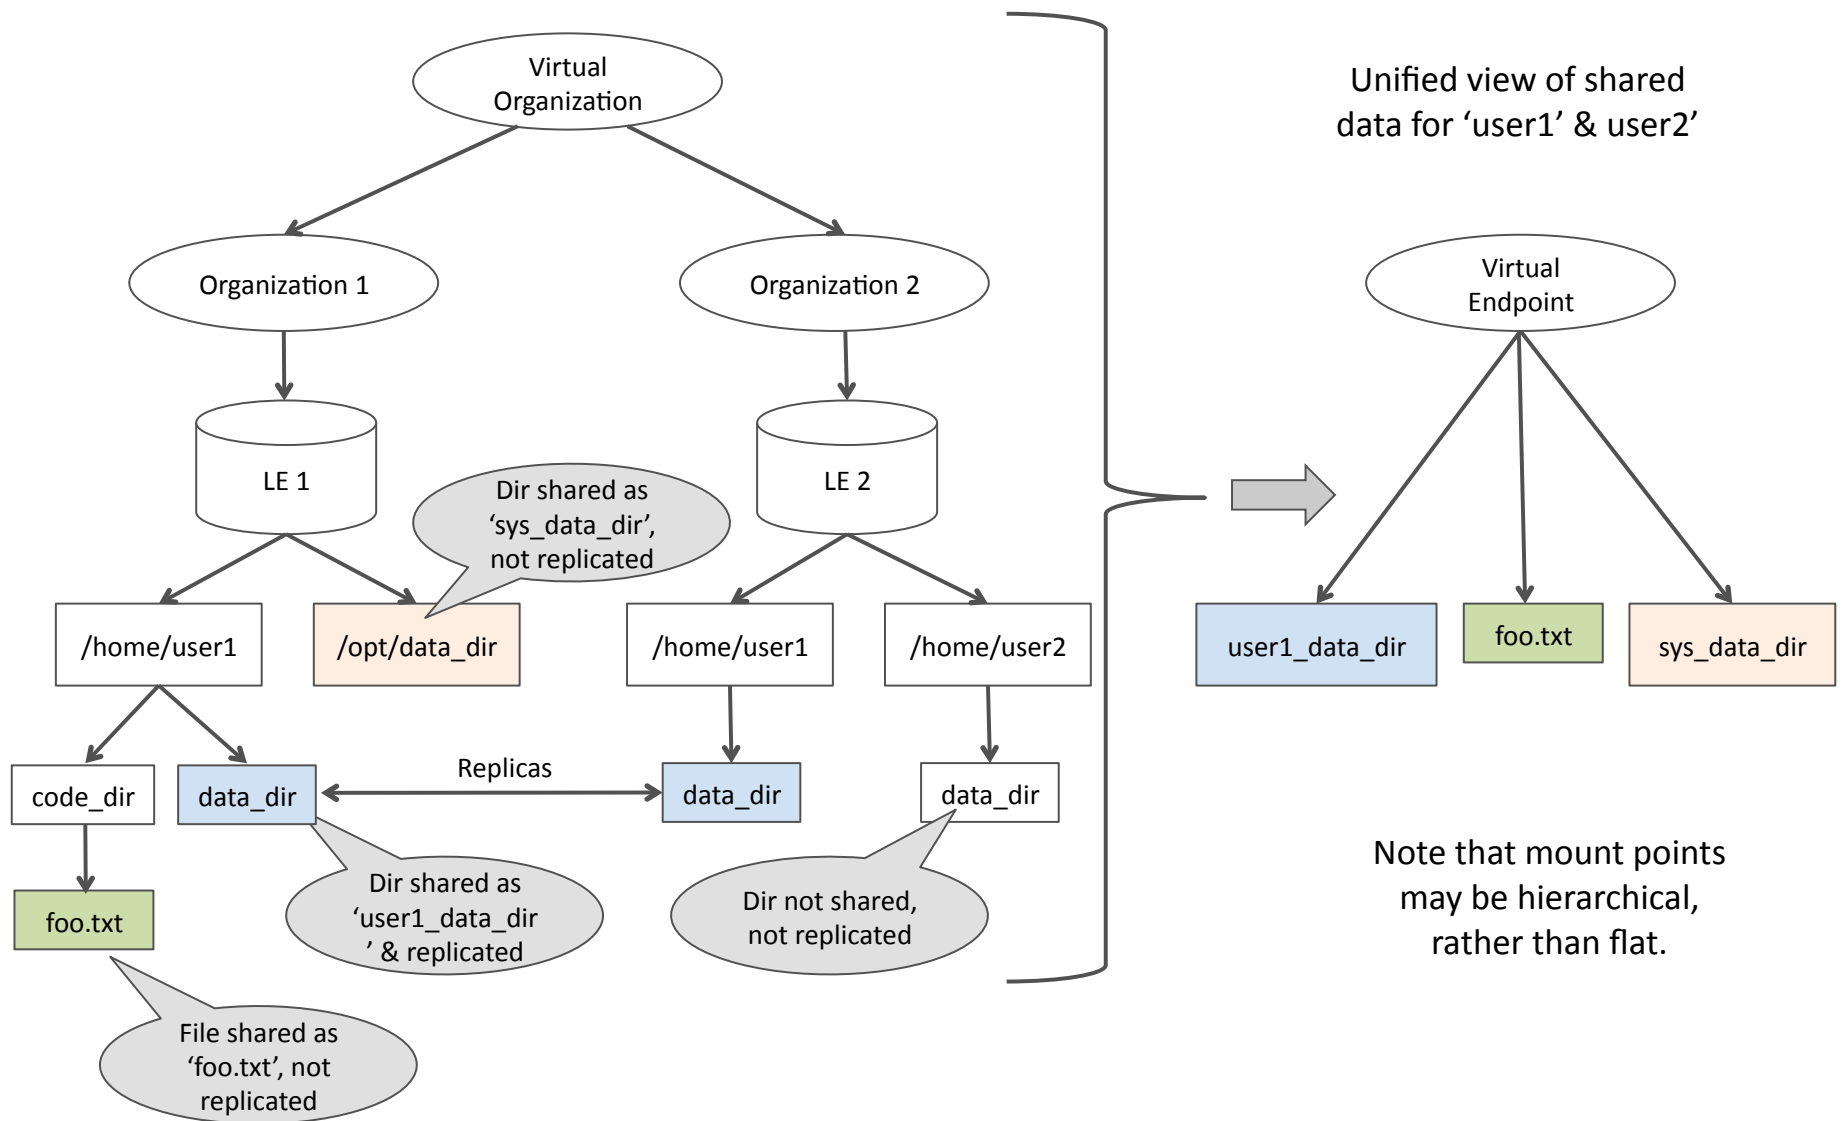 Virtual
Organization
Unified view of shared
data for ‘user1’ & user2’
Organization 1
Organization 2
Virtual
Endpoint
LE 1
LE 2
Dir shared as
‘sys_data_dir’,
not replicated
/home/user1
/opt/data_dir
/home/user1
/home/user2
user1_data_dir
foo.txt
sys_data_dir
code_dir
data_dir
Replicas
data_dir
data_dir
foo.txt
Dir shared as
‘user1_data_dir
’ & replicated
Dir not shared,
not replicated
Note that mount points
may be hierarchical,
rather than flat.
File shared as
‘foo.txt’, not
replicated